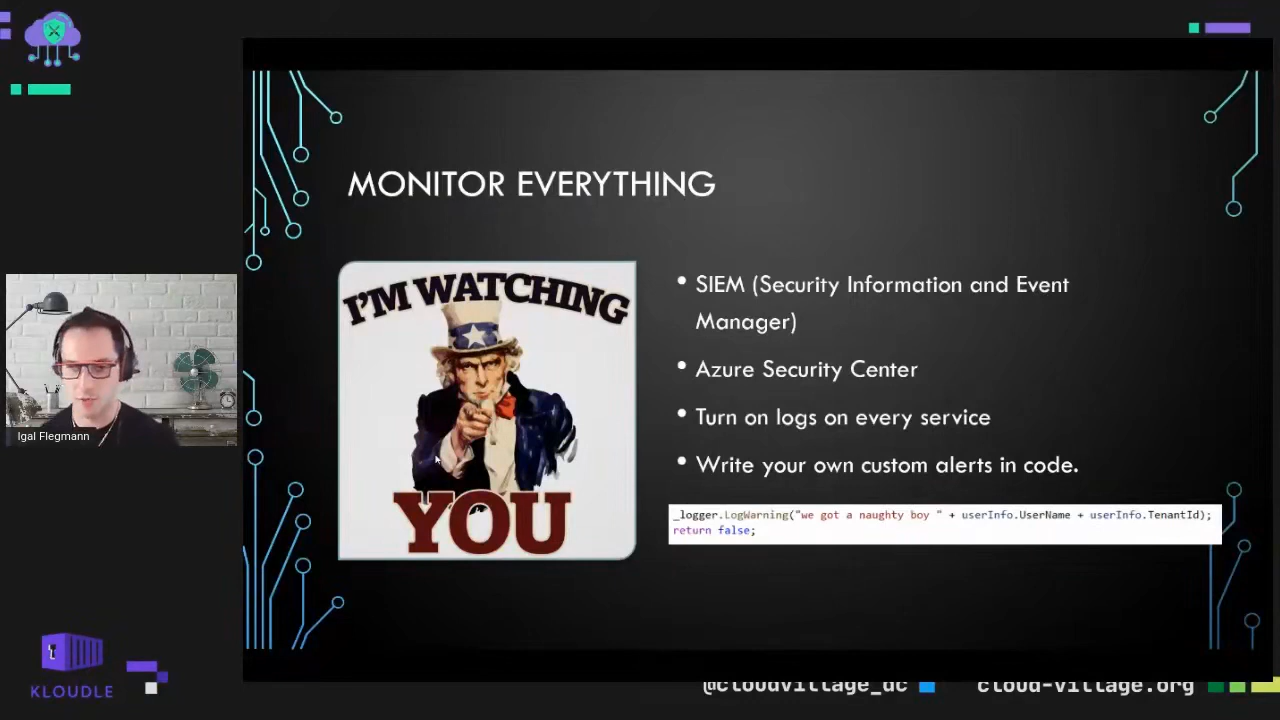 MONITOR EVERYTHING
I'M WATCHING
YOU
• SIEM (Security Information and Event
Manager)
• Azure Security Center
• Turn on logs on every service
• Write your own custom alerts in code.
_logger.LogWarning("we got a naughty boy " + userInfo.UserName + userInfo.TenantId);
return false;
Igal Flegmann
KLOUDLE
@cloudvillage_dc
cloud-village.org